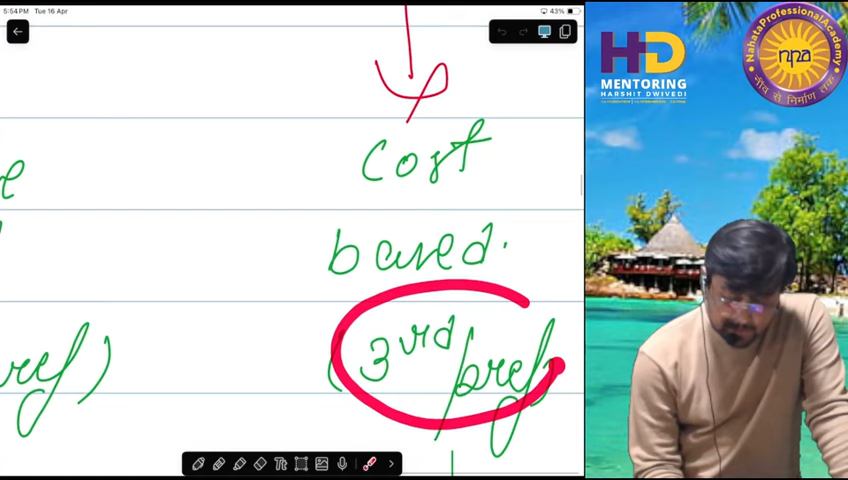 5:54 PM Tue 16 Apr
43%
Cost
based.
(3rd pref)
ref)
e
Tt
HD
MENTORING
HARSHIT DWIVEDI
NahataProfessionalAcademy
npa
नींव से निर्माण तक